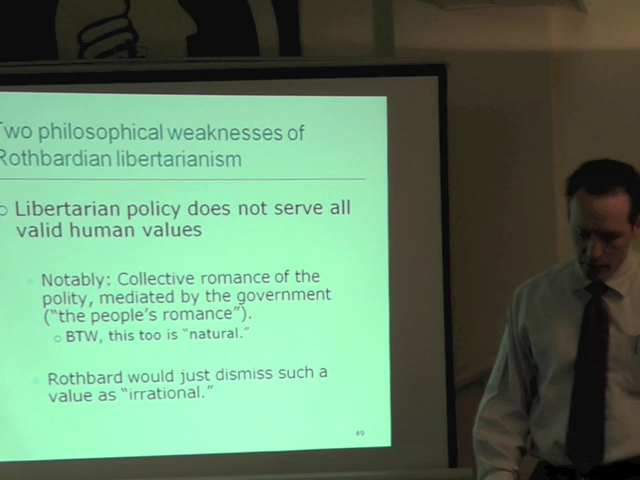 Two philosophical weaknesses of
Rothbardian libertarianism
Libertarian policy does not serve all
valid human values
Notably: Collective romance of the
polity, mediated by the government
("the people's romance").
BTW, this too is "natural."
Rothbard would just dismiss such a
value as "irrational."
49